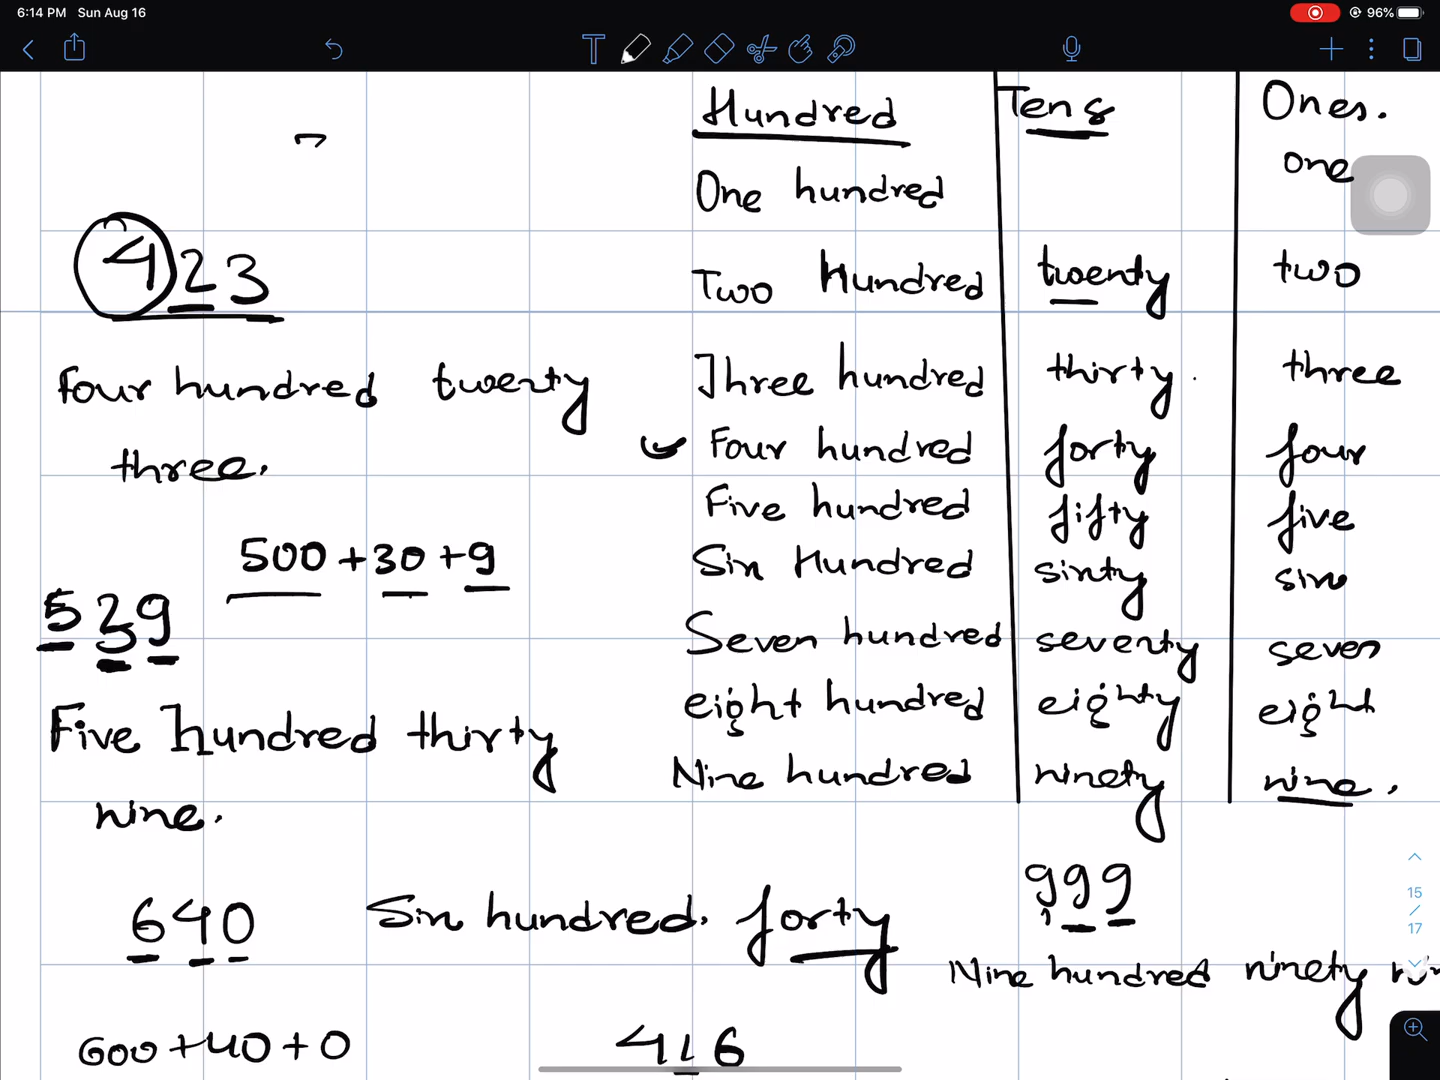 6:14 PM Sun Aug 16
96%
Hundred Tens Ones.
One hundred one
Two Hundred twenty two
Three hundred thirty three
Four hundred forty four
Five hundred fifty five
Six Hundred sixty six
Seven hundred seventy seven
eight hundred eighty eight
Nine hundred ninety nine.
423
Four hundred twenty
three.
500 + 30 + 9
539
Five hundred thirty
nine.
640 Six hundred. forty
600 + 40 + 0
999
Nine hundred ninety
416
15
/
17